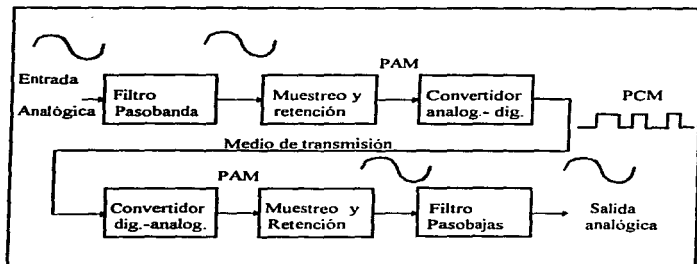 PAM
Entrada
Analógica
Filtro
Pasobanda
Muestreo y
retención
Convertidor
analog.- dig.
PCM
Medio de transmisión
PAM
Convertidor
dig.-analog.
Muestreo y
Retención
Filtro
Pasobajas
Salida
analógica